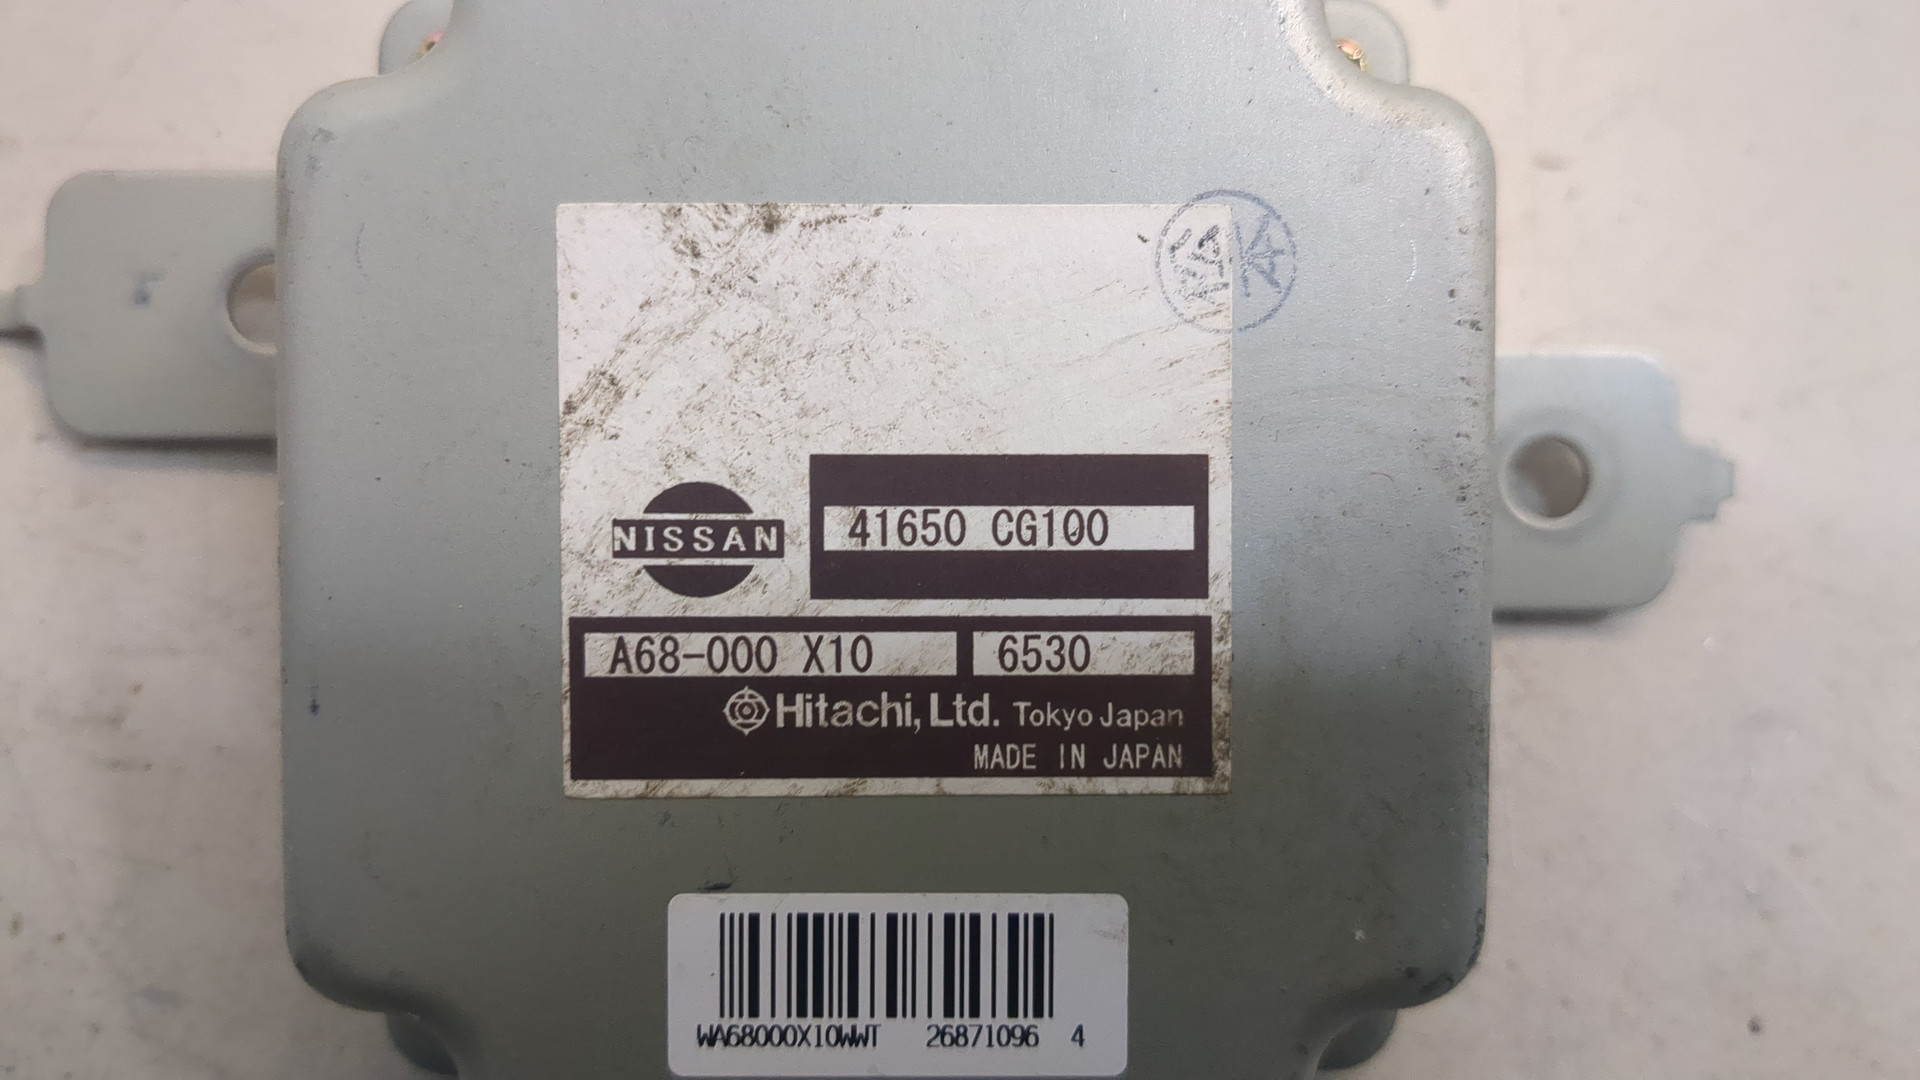 NISSAN
41650 CG100
A68-000 X10 6530
Hitachi, Ltd. Tokyo Japan
MADE IN JAPAN
WA68000X10WWT 26871096 4